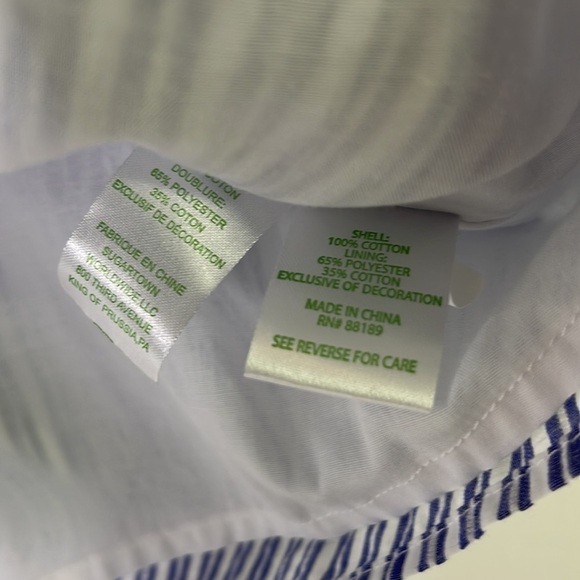 COTON
DOUBLURE:
65% POLYESTER
35% COTON
EXCLUSIF DE DÉCORATION
FABRIQUE EN CHINE
SUGARTOWN
WORLDWIDE LLC
800 THIRD AVENUE
KING OF PRUSSIA, PA
SHELL:
100% COTTON
LINING:
65% POLYESTER
35% COTTON
EXCLUSIVE OF DECORATION
MADE IN CHINA
RN# 88189
SEE REVERSE FOR CARE